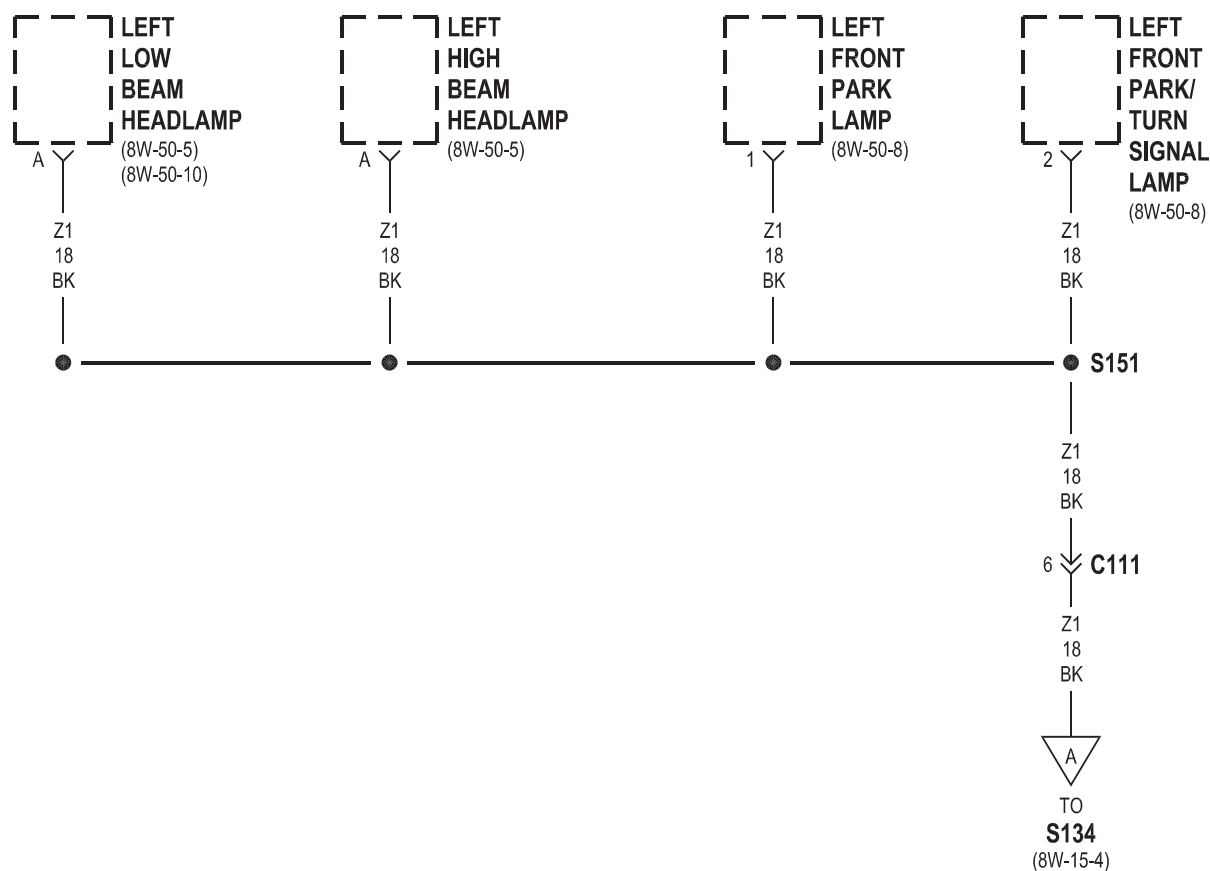 LEFT
LOW
BEAM
HEADLAMP
(8W-50-5)
(8W-50-10)
A
LEFT
HIGH
BEAM
HEADLAMP
(8W-50-5)
A
LEFT
FRONT
PARK
LAMP
(8W-50-8)
1
LEFT
FRONT
PARK/
TURN
SIGNAL
LAMP
(8W-50-8)
2
Z1
18
BK
Z1
18
BK
Z1
18
BK
Z1
18
BK
S151
Z1
18
BK
6
C111
Z1
18
BK
A
TO
S134
(8W-15-4)